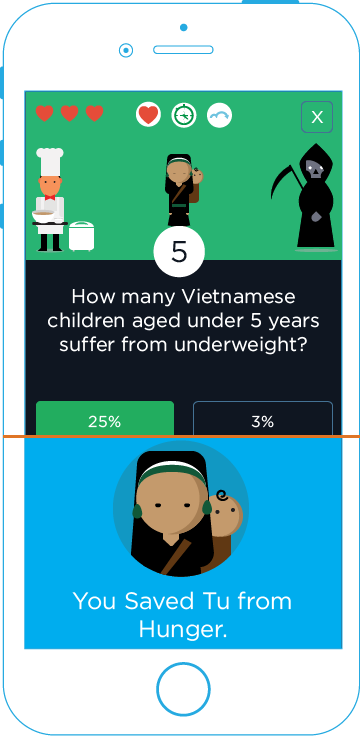 X
5
How many Vietnamese
children aged under 5 years
suffer from underweight?
25% 3%
You Saved Tu from
Hunger.